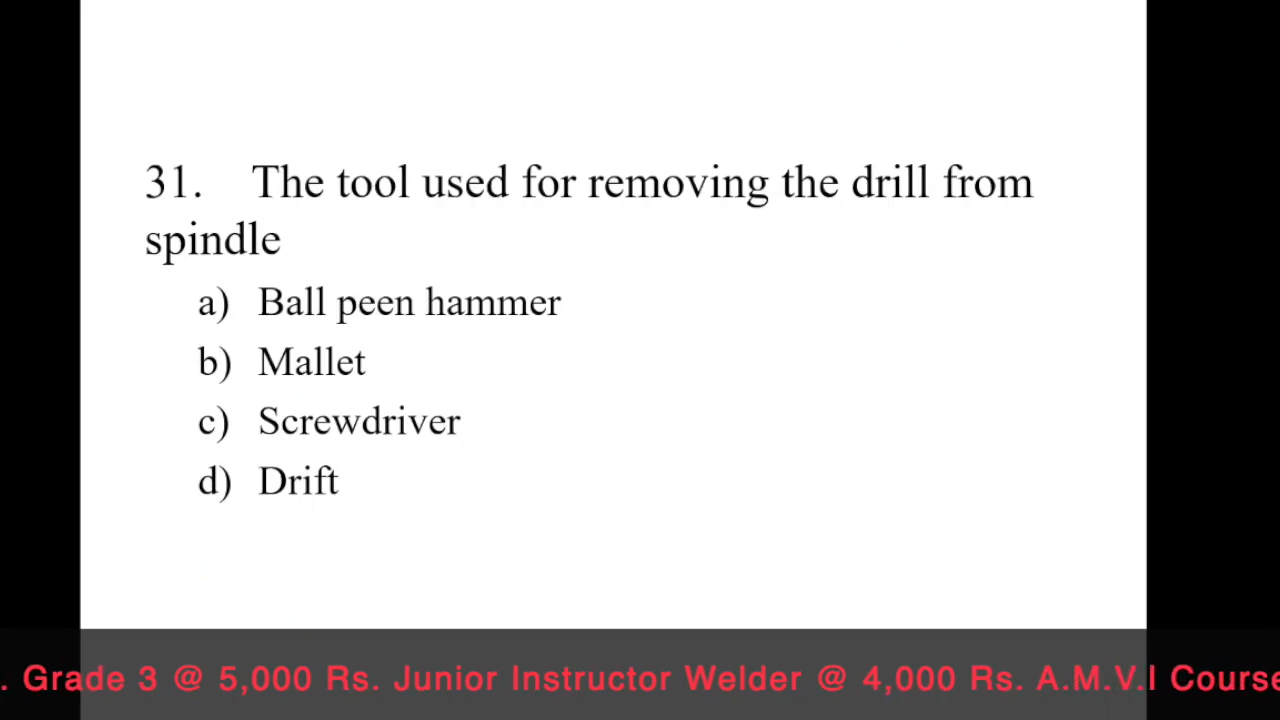 31. The tool used for removing the drill from
spindle
a) Ball peen hammer
b) Mallet
c) Screwdriver
d) Drift
. Grade 3 @ 5,000 Rs. Junior Instructor Welder @ 4,000 Rs. A.M.V.I Course